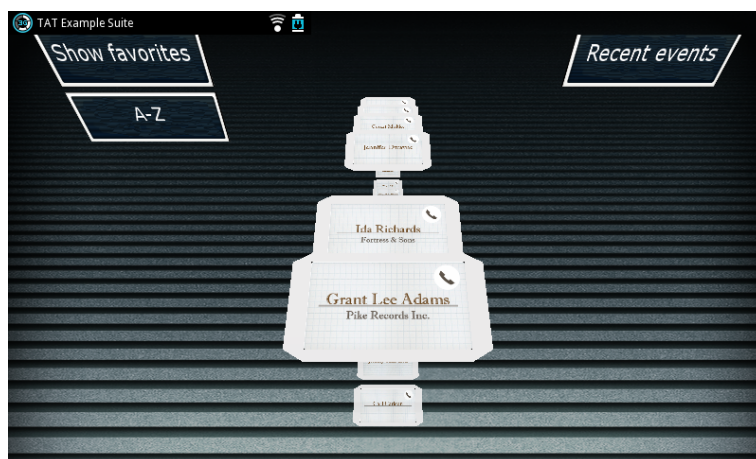 TAT Example Suite
Show favorites
Recent events
A-Z
Ida Richards
Fortress & Sons
Grant Lee Adams
Pike Records Inc.